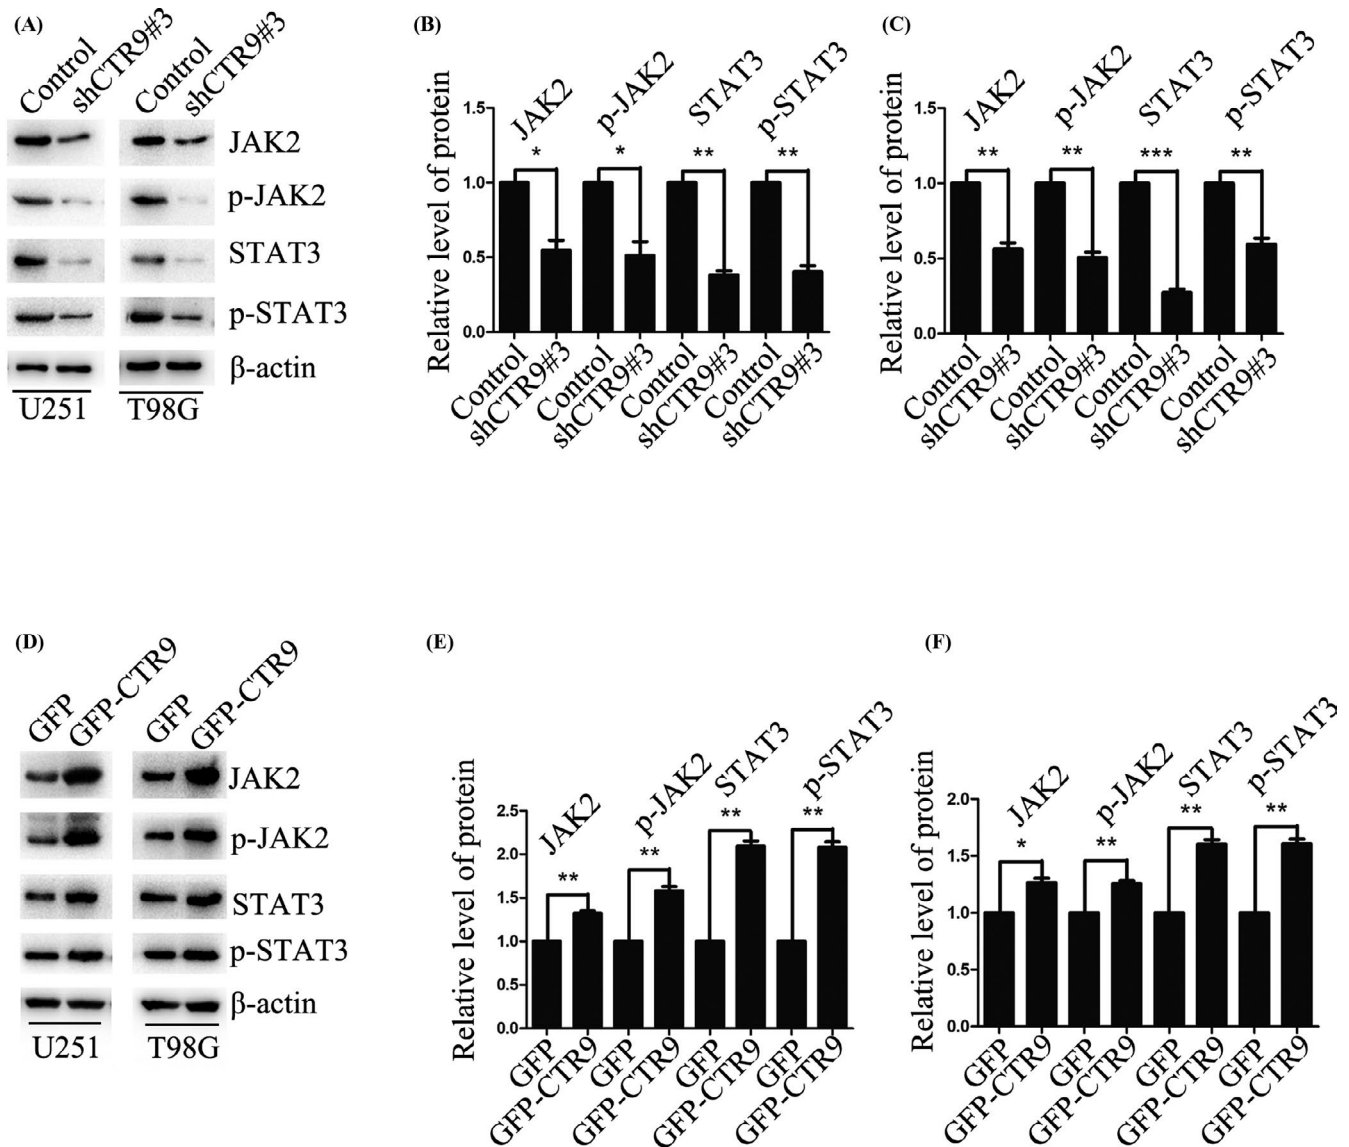 (A)
Control
shCTR9#3
Control
shCTR9#3
JAK2
p-JAK2
STAT3
p-STAT3
β-actin
U251
T98G
(B)
Relative level of protein
1.5
1.0
0.5
0.0
JAK2
p-JAK2
STAT3
p-STAT3
*
*
**
**
Control
shCTR9#3
Control
shCTR9#3
Control
shCTR9#3
Control
shCTR9#3
(C)
Relative level of protein
1.5
1.0
0.5
0.0
JAK2
p-JAK2
STAT3
p-STAT3
**
**
***
**
Control
shCTR9#3
Control
shCTR9#3
Control
shCTR9#3
Control
shCTR9#3
(D)
GFP
GFP-CTR9
GFP
GFP-CTR9
JAK2
p-JAK2
STAT3
p-STAT3
β-actin
U251
T98G
(E)
Relative level of protein
2.5
2.0
1.5
1.0
0.5
0.0
JAK2
p-JAK2
STAT3
p-STAT3
**
**
**
**
GFP
GFP-CTR9
GFP
GFP-CTR9
GFP
GFP-CTR9
GFP
GFP-CTR9
(F)
Relative level of protein
2.0
1.5
1.0
0.5
0.0
JAK2
p-JAK2
STAT3
p-STAT3
*
**
**
**
GFP
GFP-CTR9
GFP
GFP-CTR9
GFP
GFP-CTR9
GFP
GFP-CTR9